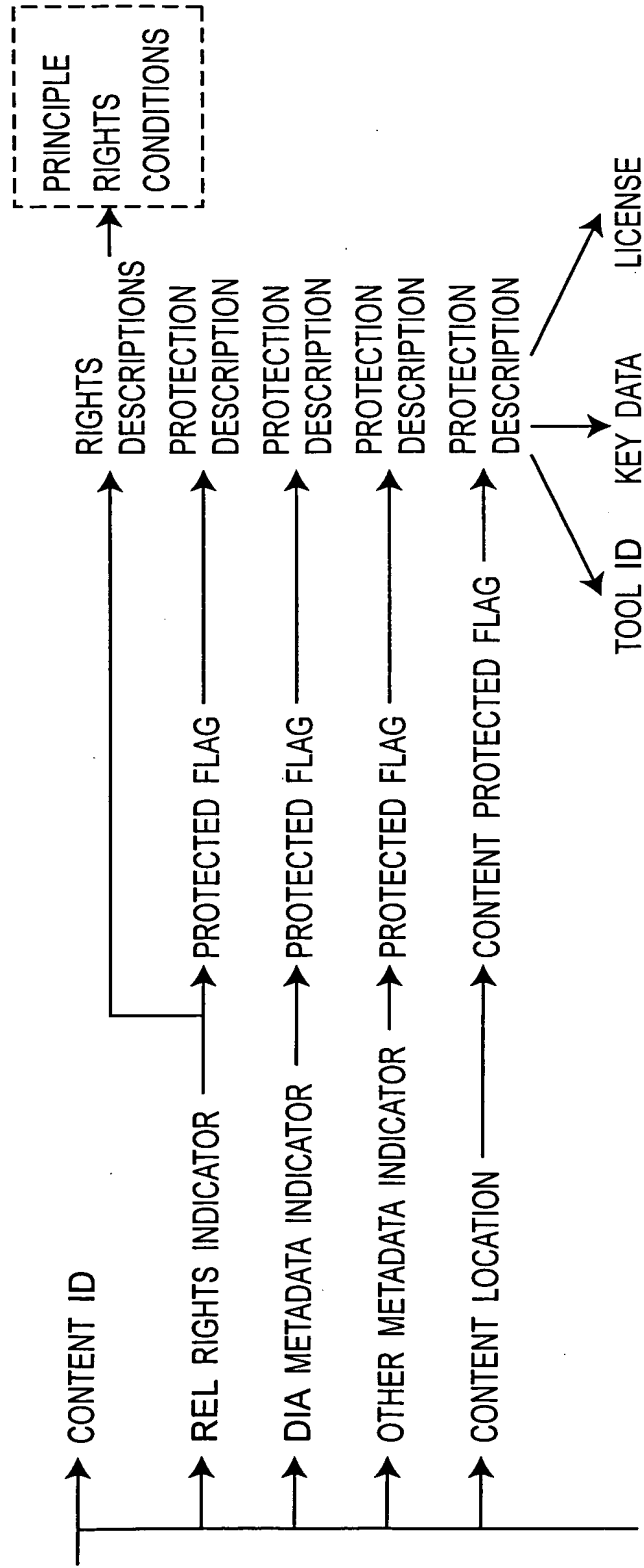 CONTENT ID
REL RIGHTS INDICATOR
PROTECTED FLAG
RIGHTS
DESCRIPTIONS
PRINCIPLE
RIGHTS
CONDITIONS
PROTECTION
DESCRIPTION
DIA METADATA INDICATOR
PROTECTED FLAG
PROTECTION
DESCRIPTION
OTHER METADATA INDICATOR
PROTECTED FLAG
PROTECTION
DESCRIPTION
CONTENT LOCATION
CONTENT PROTECTED FLAG
PROTECTION
DESCRIPTION
TOOL ID
KEY DATA
LICENSE